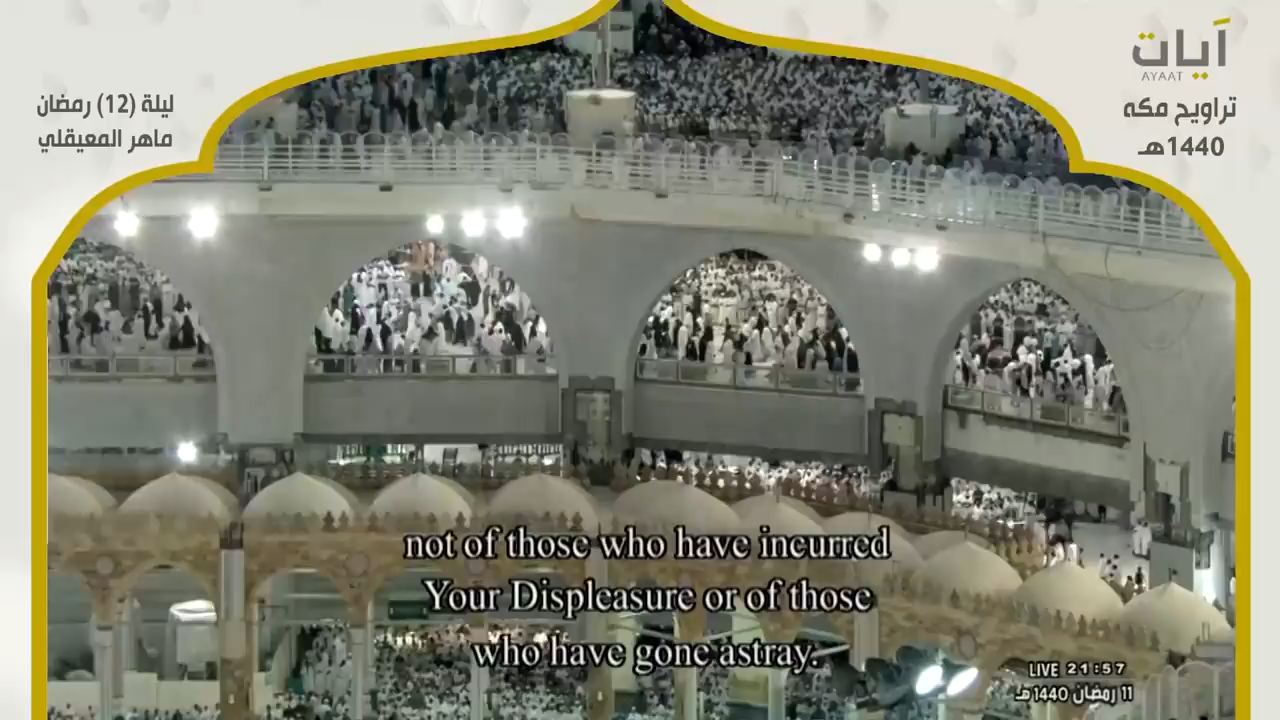 آيات
AYAAT
تراويح مكه
1440هـ
ليلة (12) رمضان
ماهر المعيقلي
not of those who have incurred
Your Displeasure or of those
who have gone astray.
LIVE 21:57
11 رمضان 1440هـ